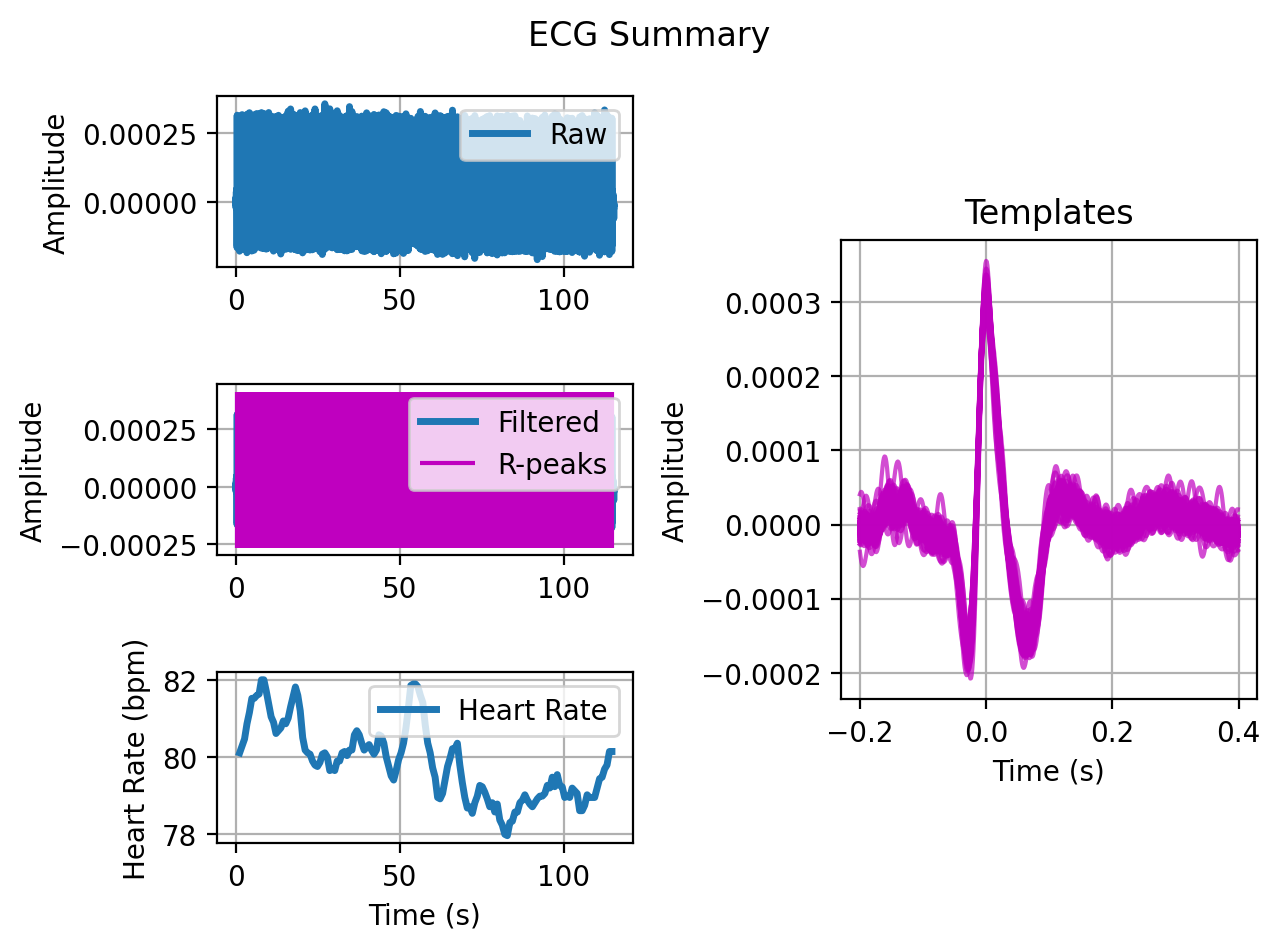 ECG Summary
Amplitude
0.00025
0.00000
Raw
0
50
100
Amplitude
0.00025
0.00000
−0.00025
Filtered
R-peaks
0
50
100
Heart Rate (bpm)
82
80
78
Heart Rate
0
50
100
Time (s)
Templates
Amplitude
0.0003
0.0002
0.0001
0.0000
−0.0001
−0.0002
−0.2
0.0
0.2
0.4
Time (s)